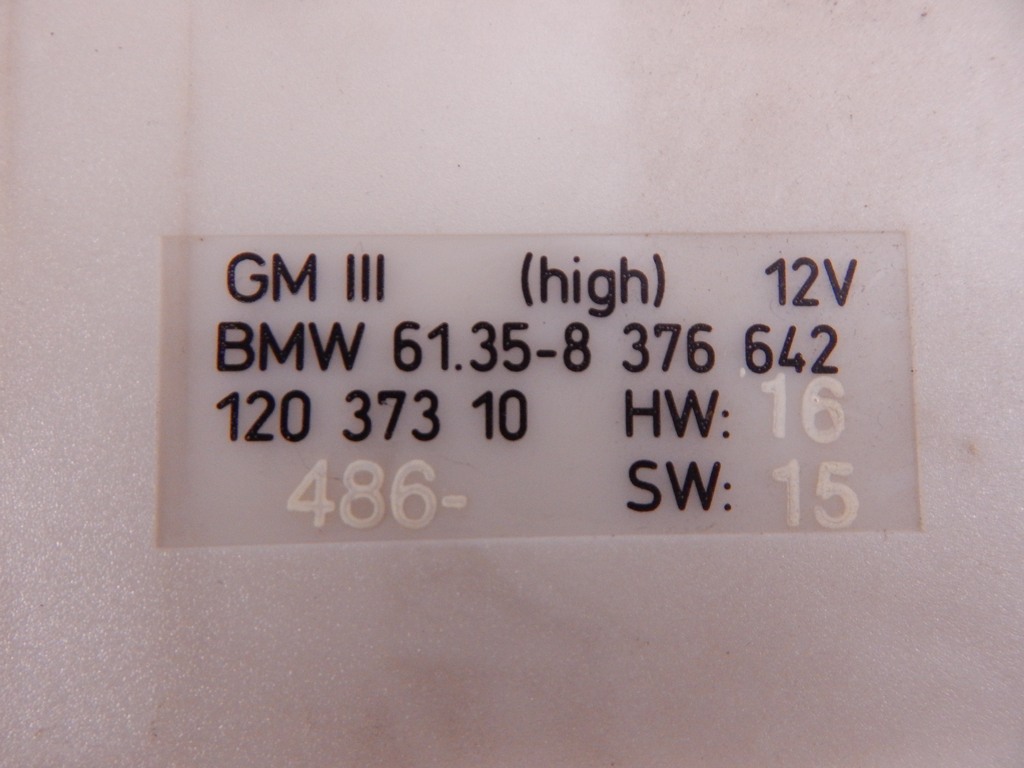 GM III (high) 12V
BMW 61.35-8 376 642
120 373 10 HW: 16
486- SW: 15